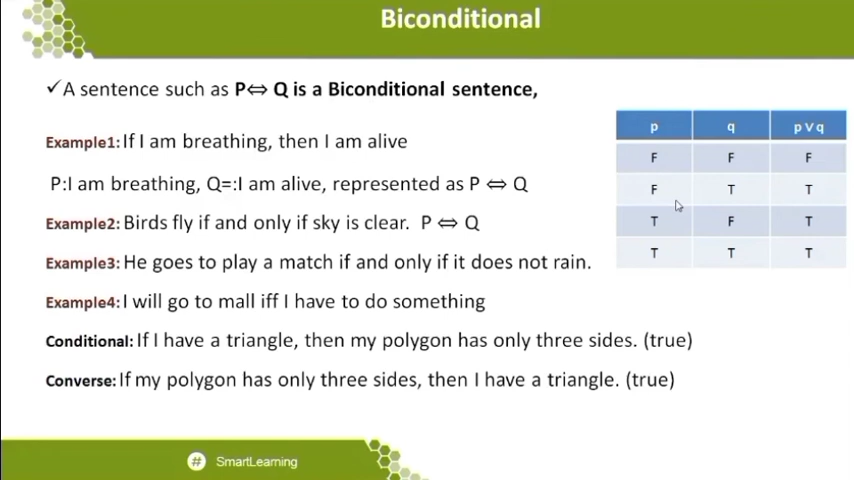 Biconditional
✓A sentence such as P⇔ Q is a Biconditional sentence,
Example1: If I am breathing, then I am alive
P:I am breathing, Q=:I am alive, represented as P ⇔ Q
Example2: Birds fly if and only if sky is clear. P ⇔ Q
Example3: He goes to play a match if and only if it does not rain.
Example4: I will go to mall iff I have to do something
Conditional: If I have a triangle, then my polygon has only three sides. (true)
Converse: If my polygon has only three sides, then I have a triangle. (true)
p q p V q
F F F
F T T
T F T
T T T
# SmartLearning